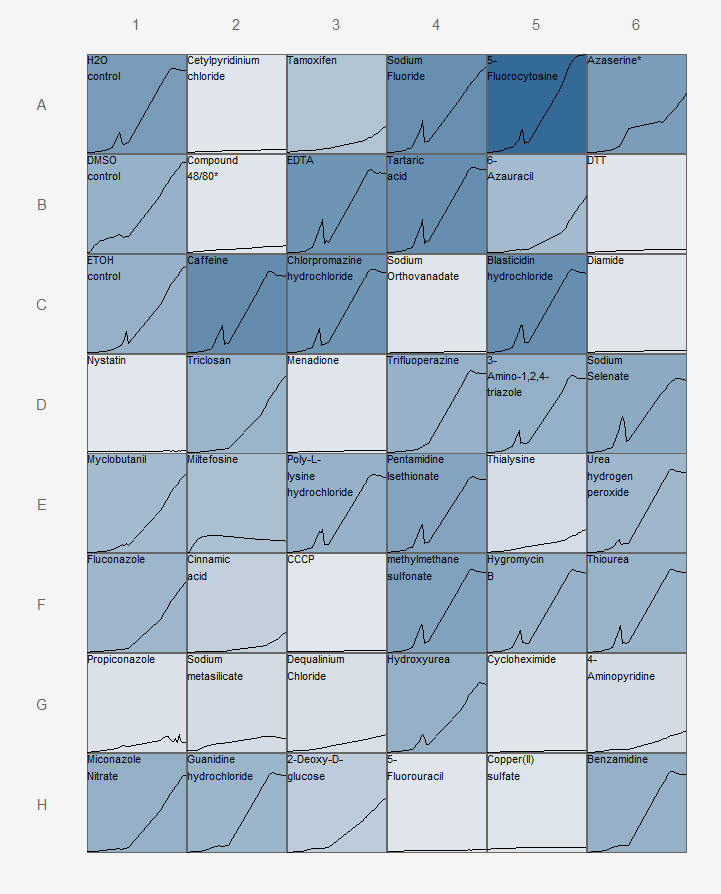 1 2 3 4 5 6
A
H2O
control
Cetylpyridinium
chloride
Tamoxifen
Sodium
Fluoride
5-
Fluorocytosine
Azaserine*
B
DMSO
control
Compound
48/80*
EDTA
Tartaric
acid
6-
Azauracil
DTT
C
ETOH
control
Caffeine
Chlorpromazine
hydrochloride
Sodium
Orthovanadate
Blasticidin
hydrochloride
Diamide
D
Nystatin
Triclosan
Menadione
Trifluoperazine
3-
Amino-1,2,4-
triazole
Sodium
Selenate
E
Myclobutanil
Miltefosine
Poly-L-
lysine
hydrochloride
Pentamidine
Isethionate
Thialysine
Urea
hydrogen
peroxide
F
Fluconazole
Cinnamic
acid
CCCP
methylmethane
sulfonate
Hygromycin
B
Thiourea
G
Propiconazole
Sodium
metasilicate
Dequalinium
Chloride
Hydroxyurea
Cycloheximide
4-
Aminopyridine
H
Miconazole
Nitrate
Guanidine
hydrochloride
2-Deoxy-D-
glucose
5-
Fluorouracil
Copper(II)
sulfate
Benzamidine